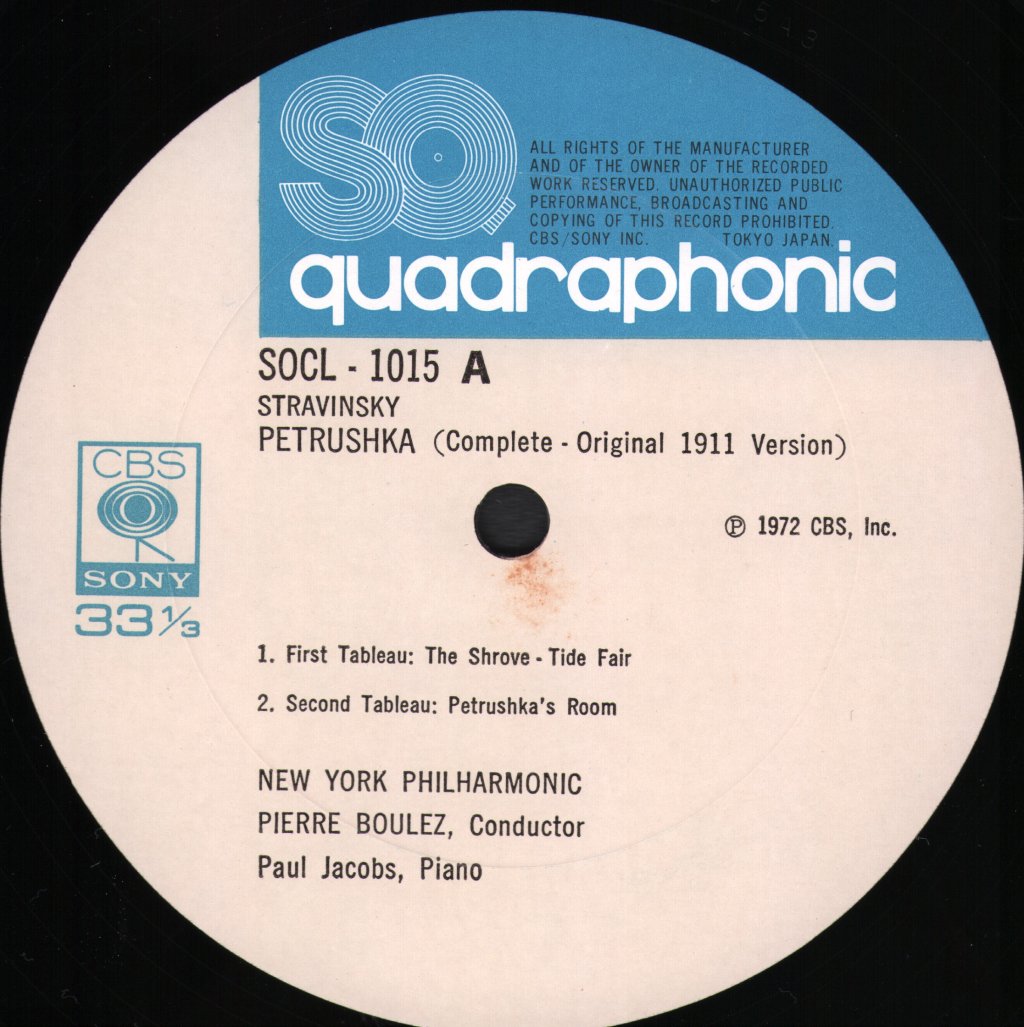 SQ
ALL RIGHTS OF THE MANUFACTURER
AND OF THE OWNER OF THE RECORDED
WORK RESERVED. UNAUTHORIZED PUBLIC
PERFORMANCE, BROADCASTING AND
COPYING OF THIS RECORD PROHIBITED.
CBS/SONY INC. TOKYO JAPAN.
quadraphonic
SOCL - 1015 A
STRAVINSKY
PETRUSHKA (Complete - Original 1911 Version)
CBS
SONY
33 1/3
℗ 1972 CBS, Inc.
1. First Tableau: The Shrove - Tide Fair
2. Second Tableau: Petrushka's Room
NEW YORK PHILHARMONIC
PIERRE BOULEZ, Conductor
Paul Jacobs, Piano